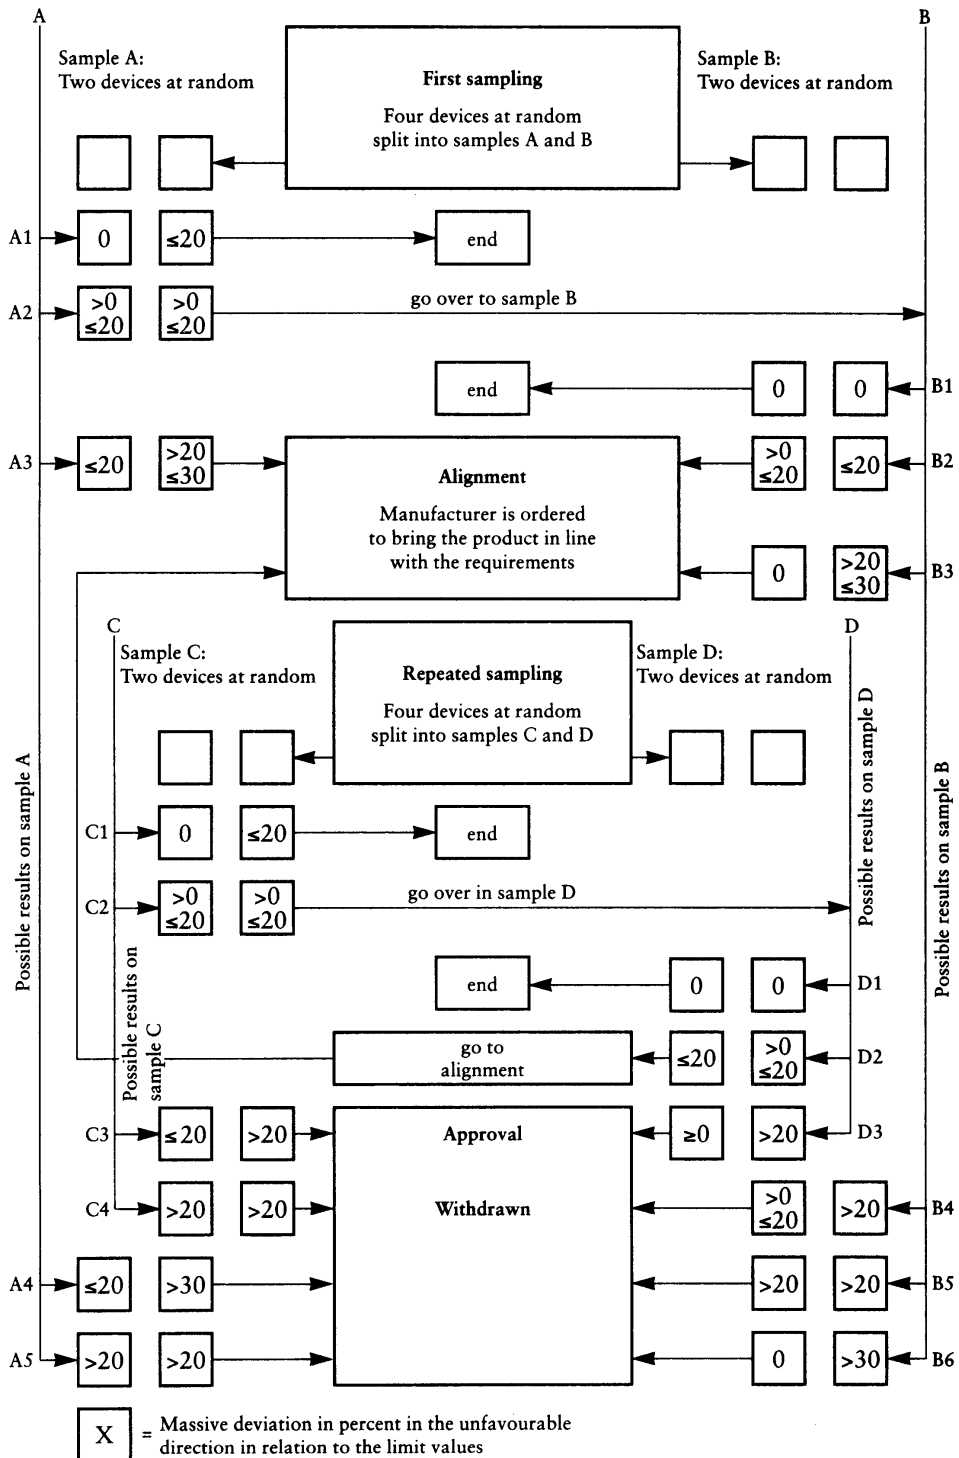 A
B
Sample A:
Two devices at random
First sampling
Four devices at random
split into samples A and B
Sample B:
Two devices at random
A1
0
≤20
end
A2
>0
≤20
>0
≤20
go over to sample B
end
0
0
B1
A3
≤20
>20
≤30
Alignment
Manufacturer is ordered
to bring the product in line
with the requirements
>0
≤20
≤20
B2
0
>20
≤30
B3
C
D
Sample C:
Two devices at random
Repeated sampling
Four devices at random
split into samples C and D
Sample D:
Two devices at random
Possible results on sample A
Possible results on sample D
Possible results on sample B
C1
0
≤20
end
C2
>0
≤20
>0
≤20
go over in sample D
Possible results on
sample C
end
0
0
D1
go to
alignment
≤20
>0
≤20
D2
C3
≤20
>20
Approval
≥0
>20
D3
C4
>20
>20
Withdrawn
>0
≤20
>20
B4
A4
≤20
>30
>20
>20
B5
A5
>20
>20
0
>30
B6
X
= Massive deviation in percent in the unfavourable
direction in relation to the limit values